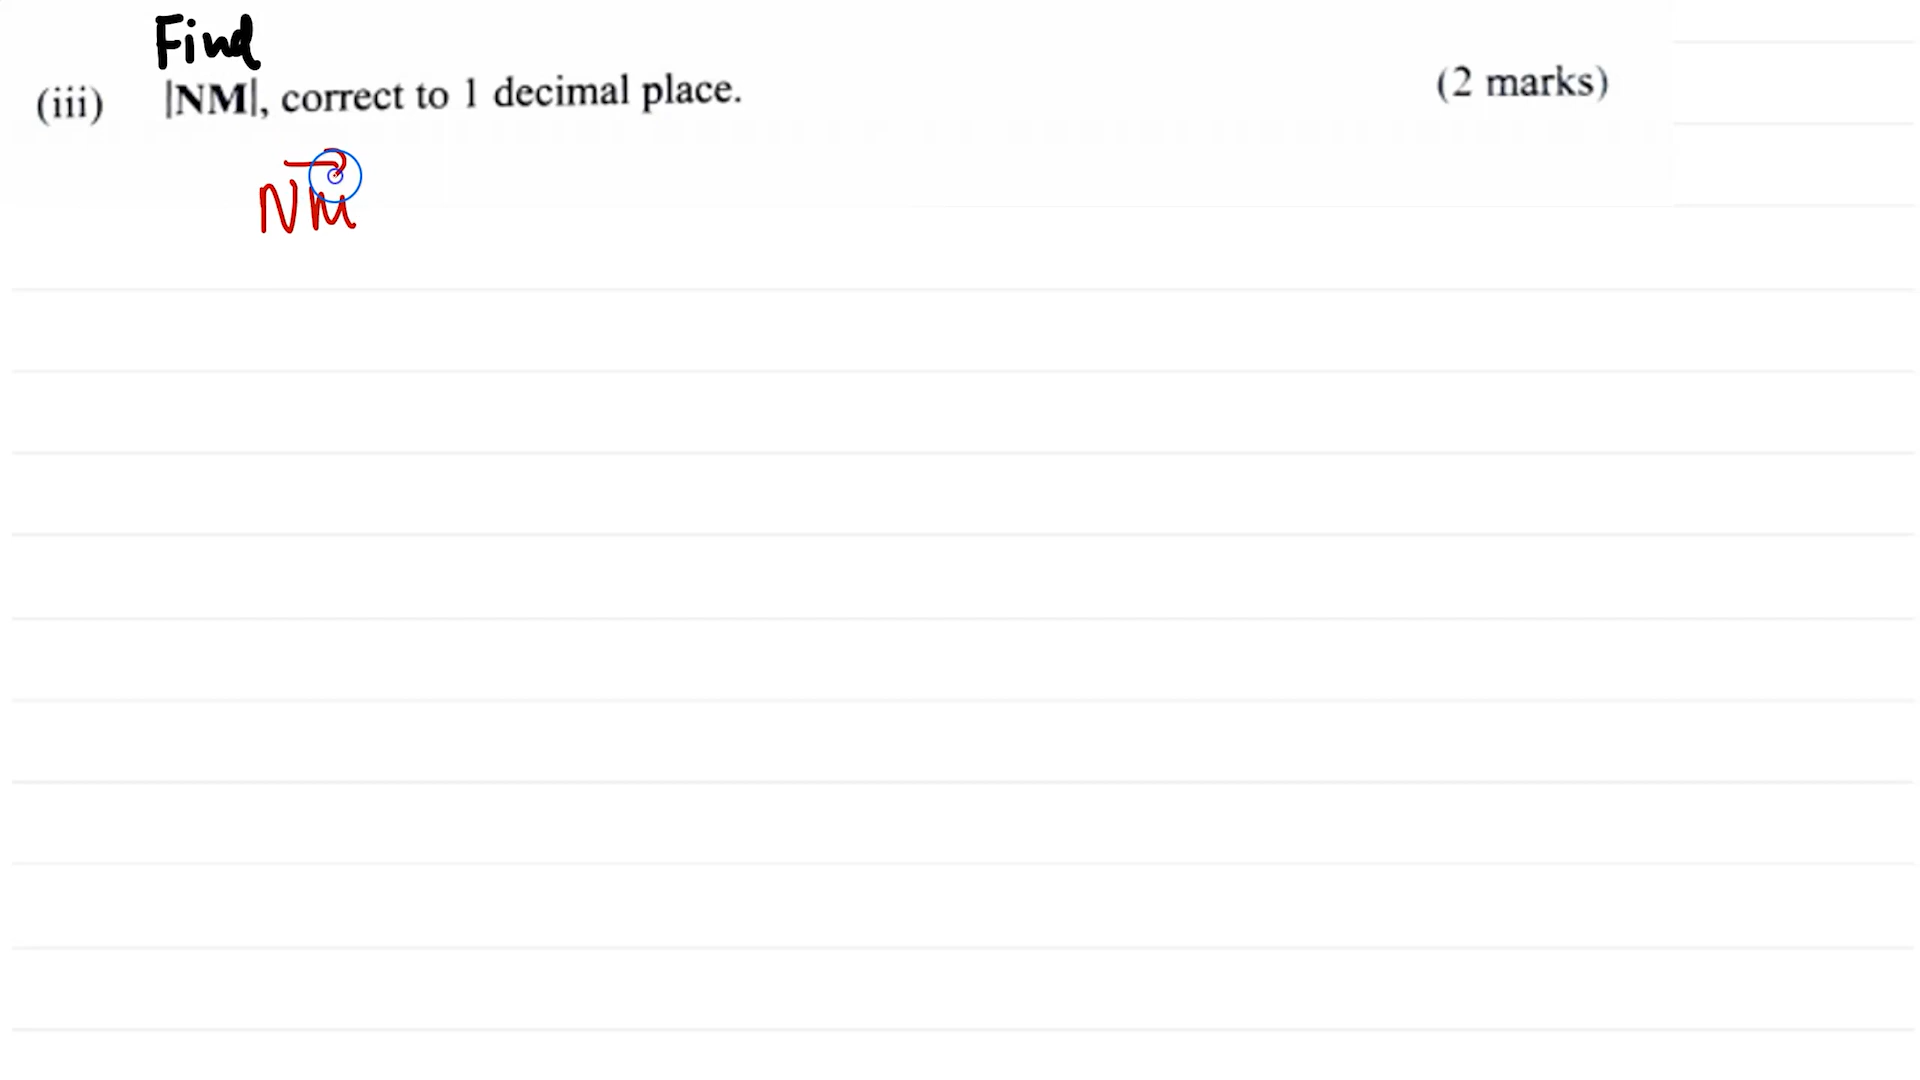 Find
(iii) |NM|, correct to 1 decimal place. (2 marks)
NM